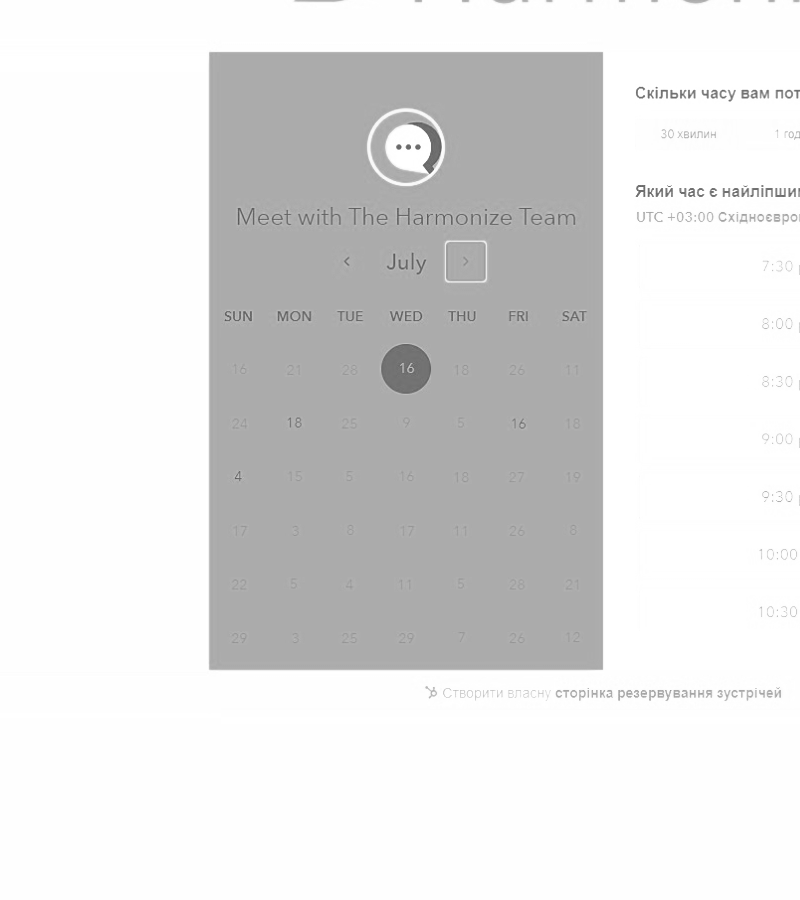 Meet with The Harmonize Team
July
SUN MON TUE WED THU FRI SAT
16 21 28 16 18 26 11
24 18 25 9 5 16 18
4 15 5 16 18 27 19
17 3 8 17 11 26 8
22 5 4 11 5 28 21
29 3 25 29 7 26 12
Скільки часу вам пот
30 хвилин 1 год
Який час є найліпши
UTC +03:00 Східноєвро
7:30
8:00
8:30
9:00
9:30
10:00
10:30
Створити власну сторінка резервування зустрічей